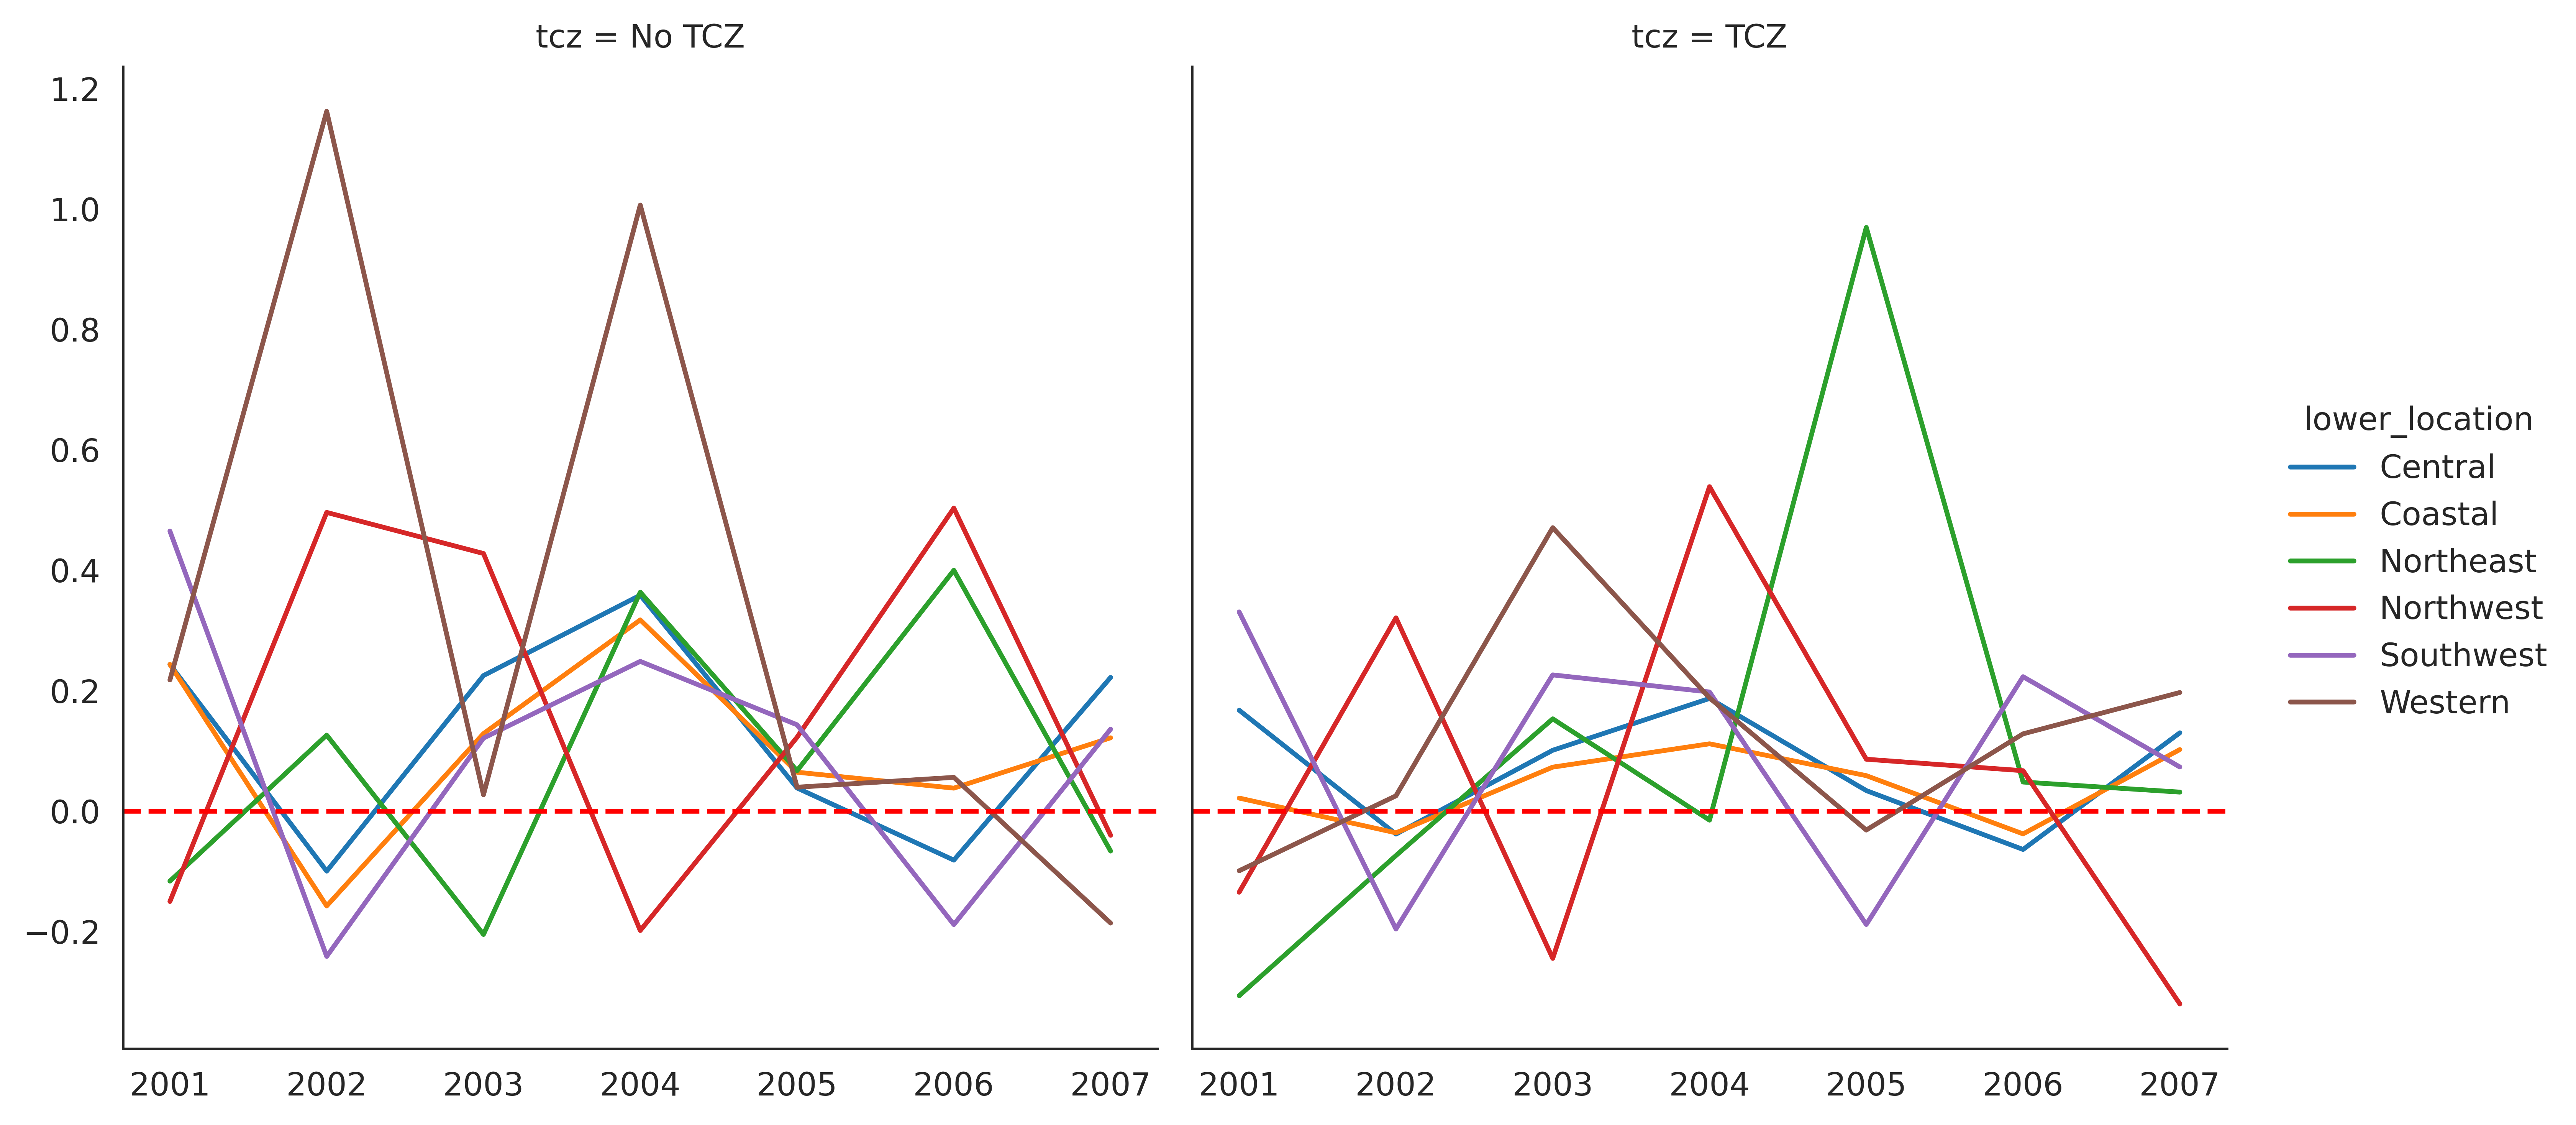 tcz = No TCZ
tcz = TCZ
1.2
1.0
0.8
0.6
0.4
0.2
0.0
−0.2
2001 2002 2003 2004 2005 2006 2007
2001 2002 2003 2004 2005 2006 2007
lower_location
Central
Coastal
Northeast
Northwest
Southwest
Western